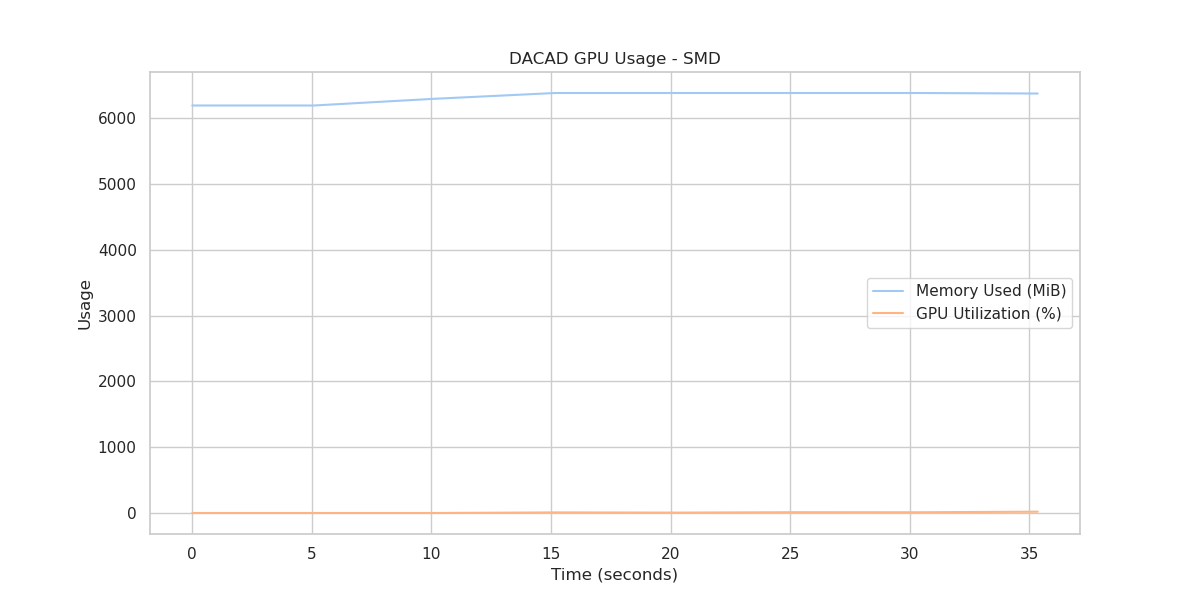 DACAD GPU Usage - SMD
6000
5000
4000
3000
2000
1000
0
Usage
Memory Used (MiB)
GPU Utilization (%)
0 5 10 15 20 25 30 35
Time (seconds)